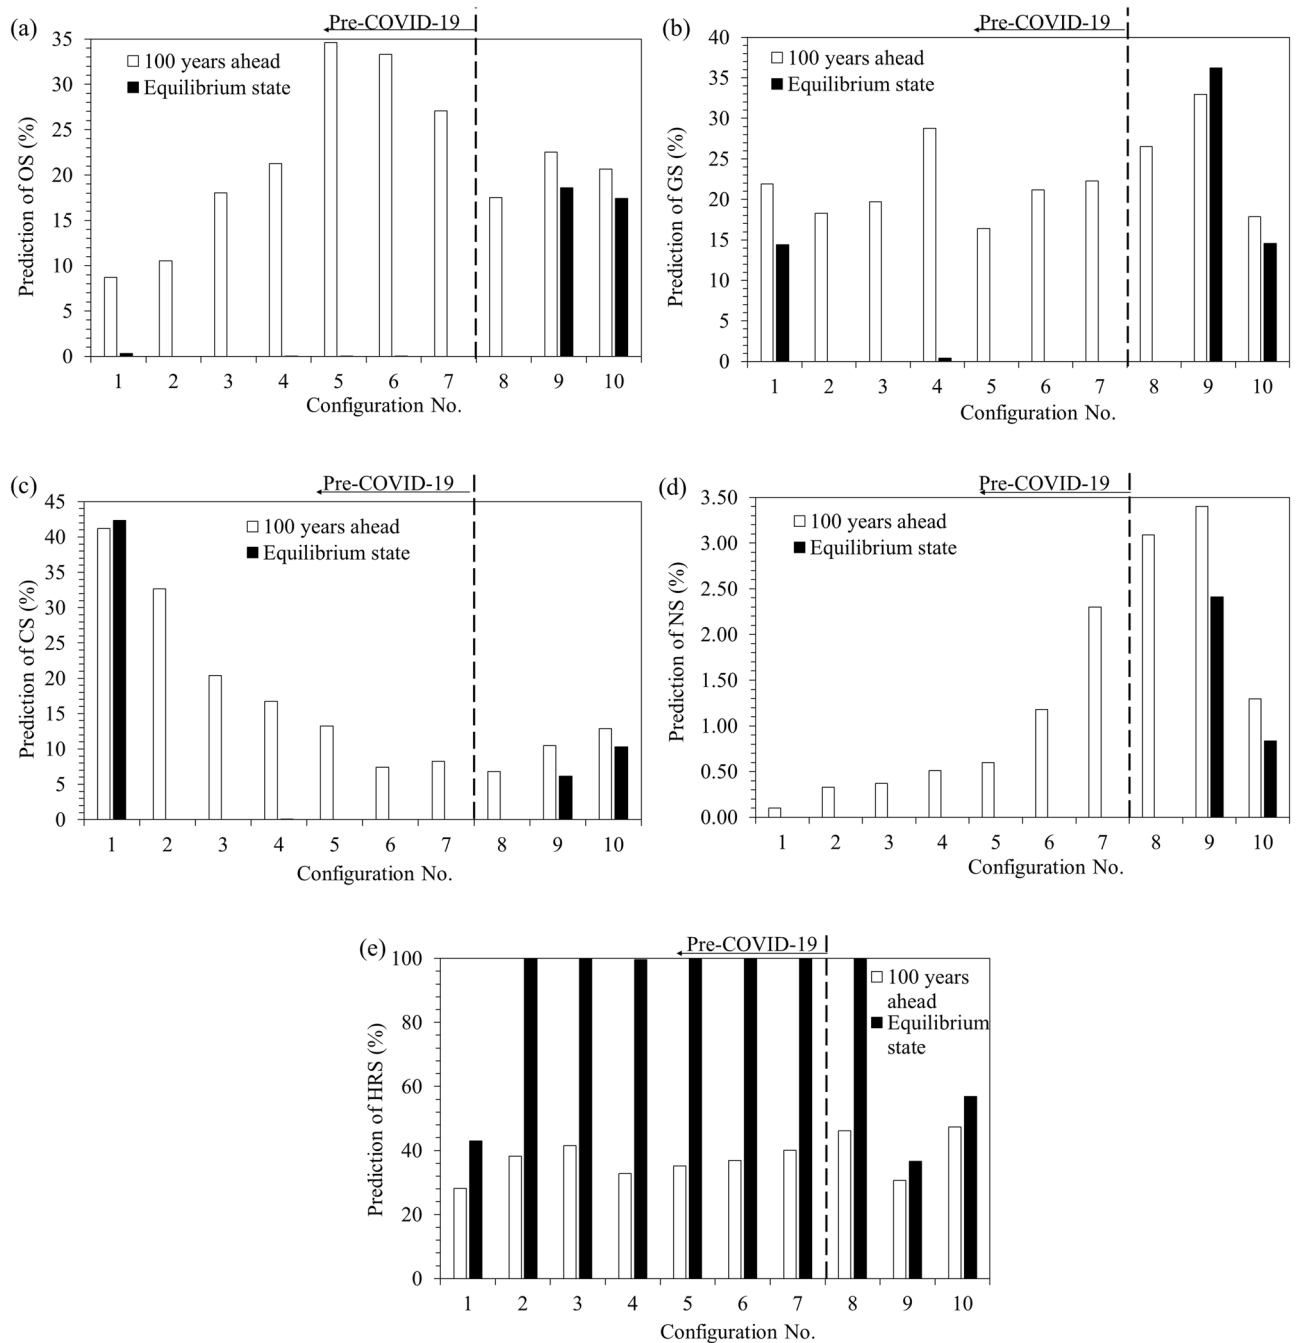 (a)
Pre-COVID-19
Prediction of OS (%)
35
30
25
20
15
10
5
0
100 years ahead
Equilibrium state
1 2 3 4 5 6 7 8 9 10
Configuration No.
(b)
Pre-COVID-19
Prediction of GS (%)
40
35
30
25
20
15
10
5
0
100 years ahead
Equilibrium state
1 2 3 4 5 6 7 8 9 10
Configuration No.
(c)
Pre-COVID-19
Prediction of CS (%)
45
40
35
30
25
20
15
10
5
0
100 years ahead
Equilibrium state
1 2 3 4 5 6 7 8 9 10
Configuration No.
(d)
Pre-COVID-19
Prediction of NS (%)
3.50
3.00
2.50
2.00
1.50
1.00
0.50
0.00
100 years ahead
Equilibrium state
1 2 3 4 5 6 7 8 9 10
Configuration No.
(e)
Pre-COVID-19
Prediction of HRS (%)
100
80
60
40
20
0
100 years
ahead
Equilibrium
state
1 2 3 4 5 6 7 8 9 10
Configuration No.